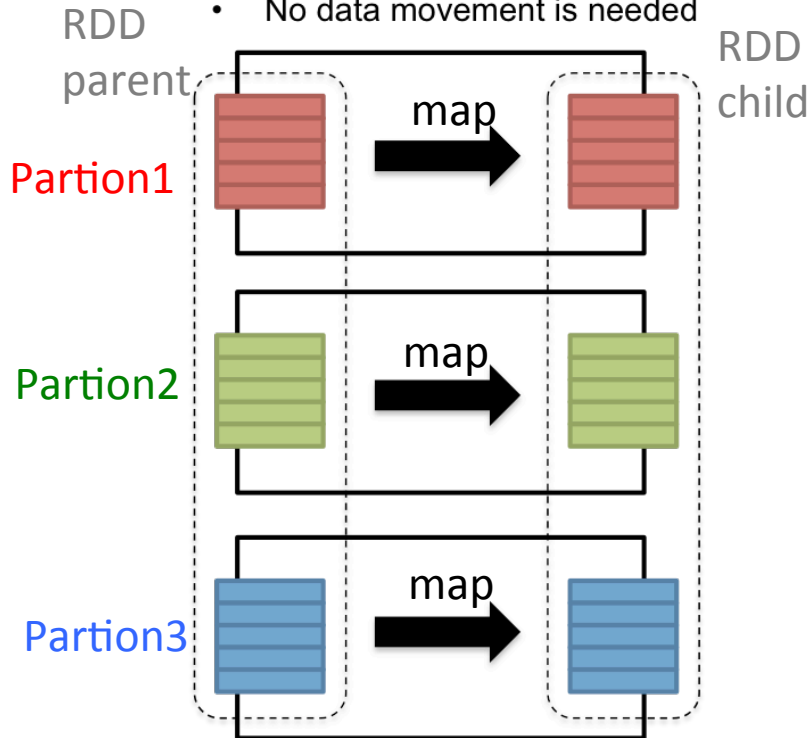 • No data movement is needed
RDD
parent
RDD
child
map
Partion1
map
Partion2
map
Partion3